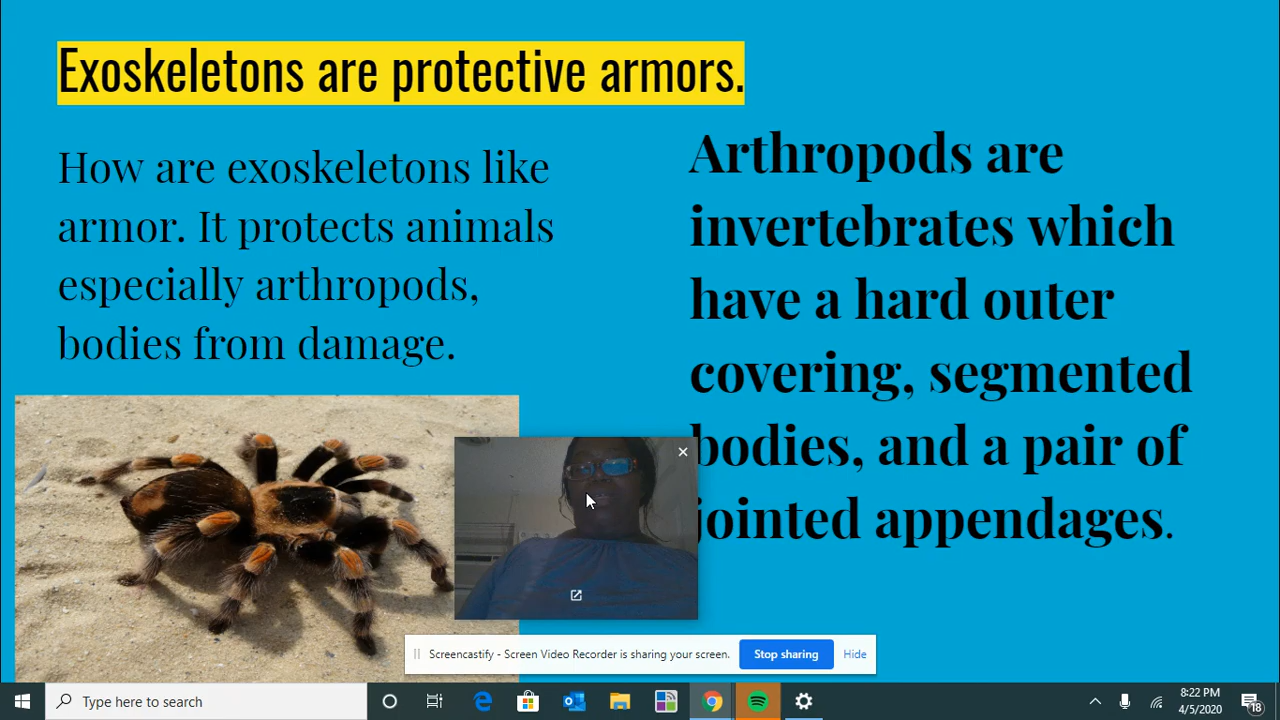 Exoskeletons are protective armors.
How are exoskeletons like
armor. It protects animals
especially arthropods,
bodies from damage.
Arthropods are
invertebrates which
have a hard outer
covering, segmented
bodies, and a pair of
jointed appendages.
Screencastify - Screen Video Recorder is sharing your screen.
Stop sharing
Hide
Type here to search
8:22 PM
4/5/2020
18